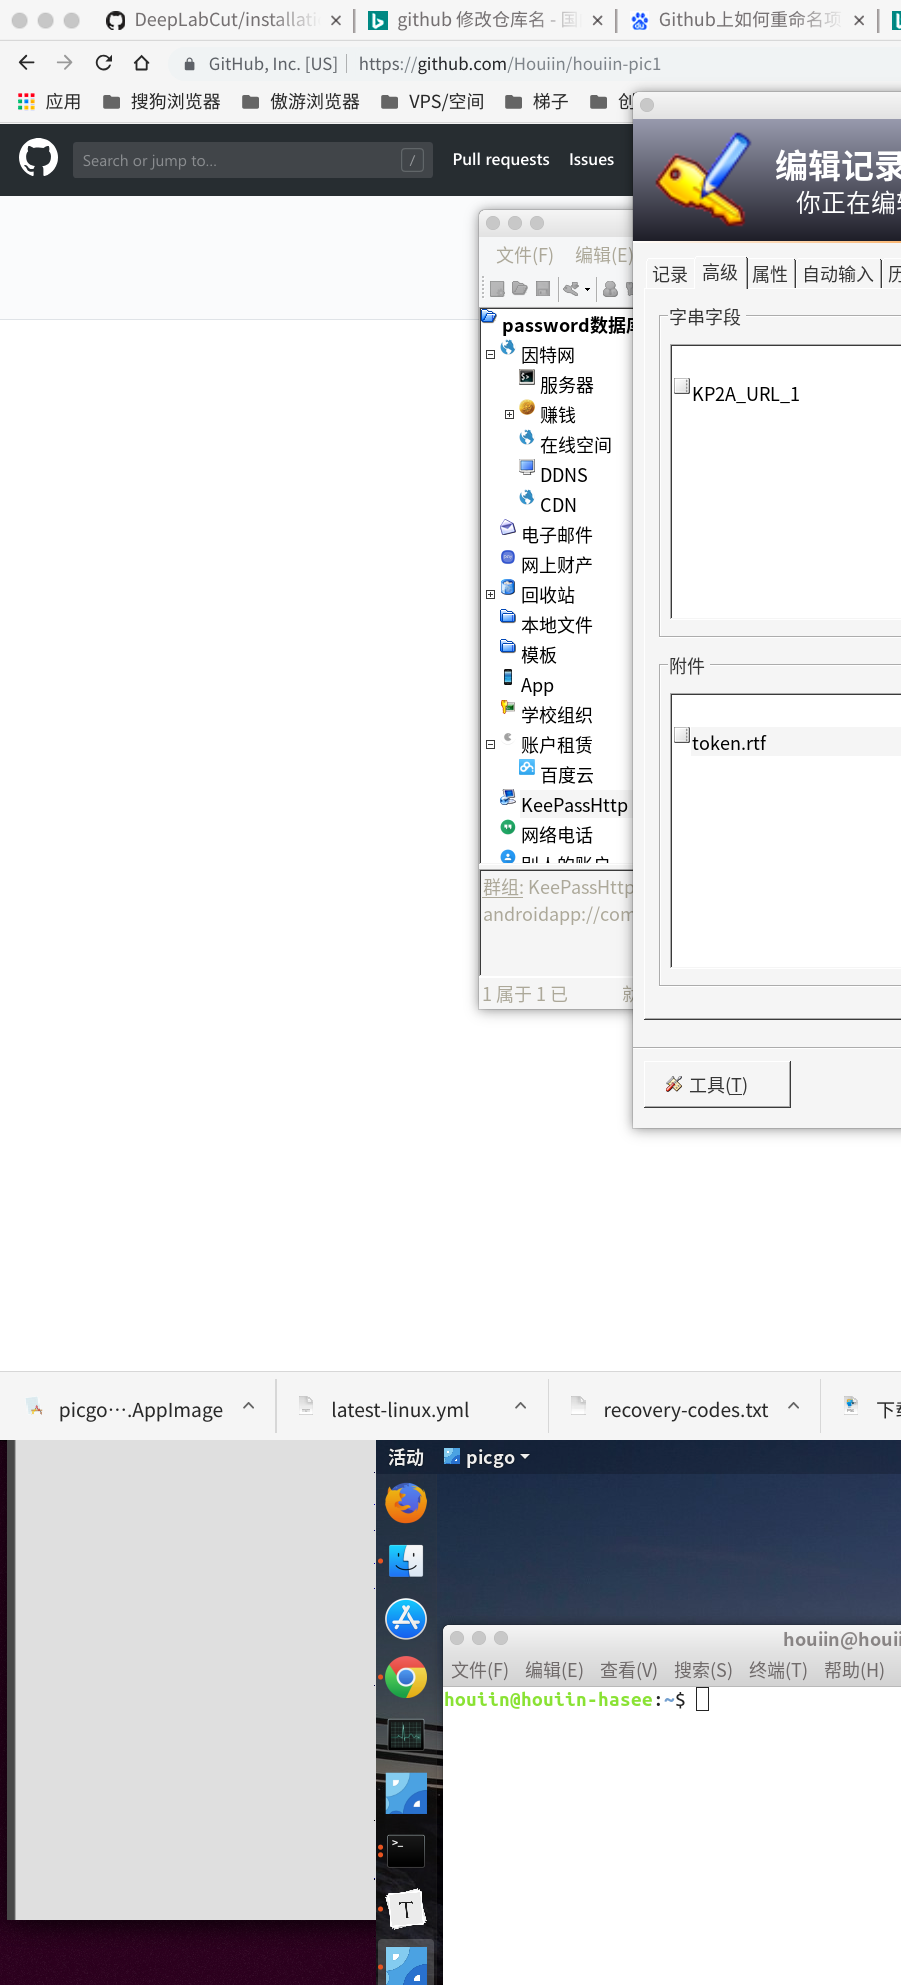 DeepLabCut/installati
github 修改仓库名 - 国
Github上如何重命名项
GitHub, Inc. [US]
https://github.com/Houiin/houiin-pic1
应用
搜狗浏览器
傲游浏览器
VPS/空间
梯子
创
Search or jump to...
/
Pull requests
Issues
编辑记录
你正在编辑
文件(F)
编辑(E)
记录
高级
属性
自动输入
历
password数据库
字串字段
因特网
服务器
KP2A_URL_1
赚钱
在线空间
DDNS
CDN
电子邮件
网上财产
回收站
本地文件
模板
附件
App
学校组织
账户租赁
token.rtf
百度云
KeePassHttp
网络电话
别人的账户
群组: KeePassHttp
androidapp://com
1 属于 1 已
就
工具(T)
picgo….AppImage
latest-linux.yml
recovery-codes.txt
下载
活动
picgo
houiin@houii
文件(F)
编辑(E)
查看(V)
搜索(S)
终端(T)
帮助(H)
houiin@houiin-hasee:~$